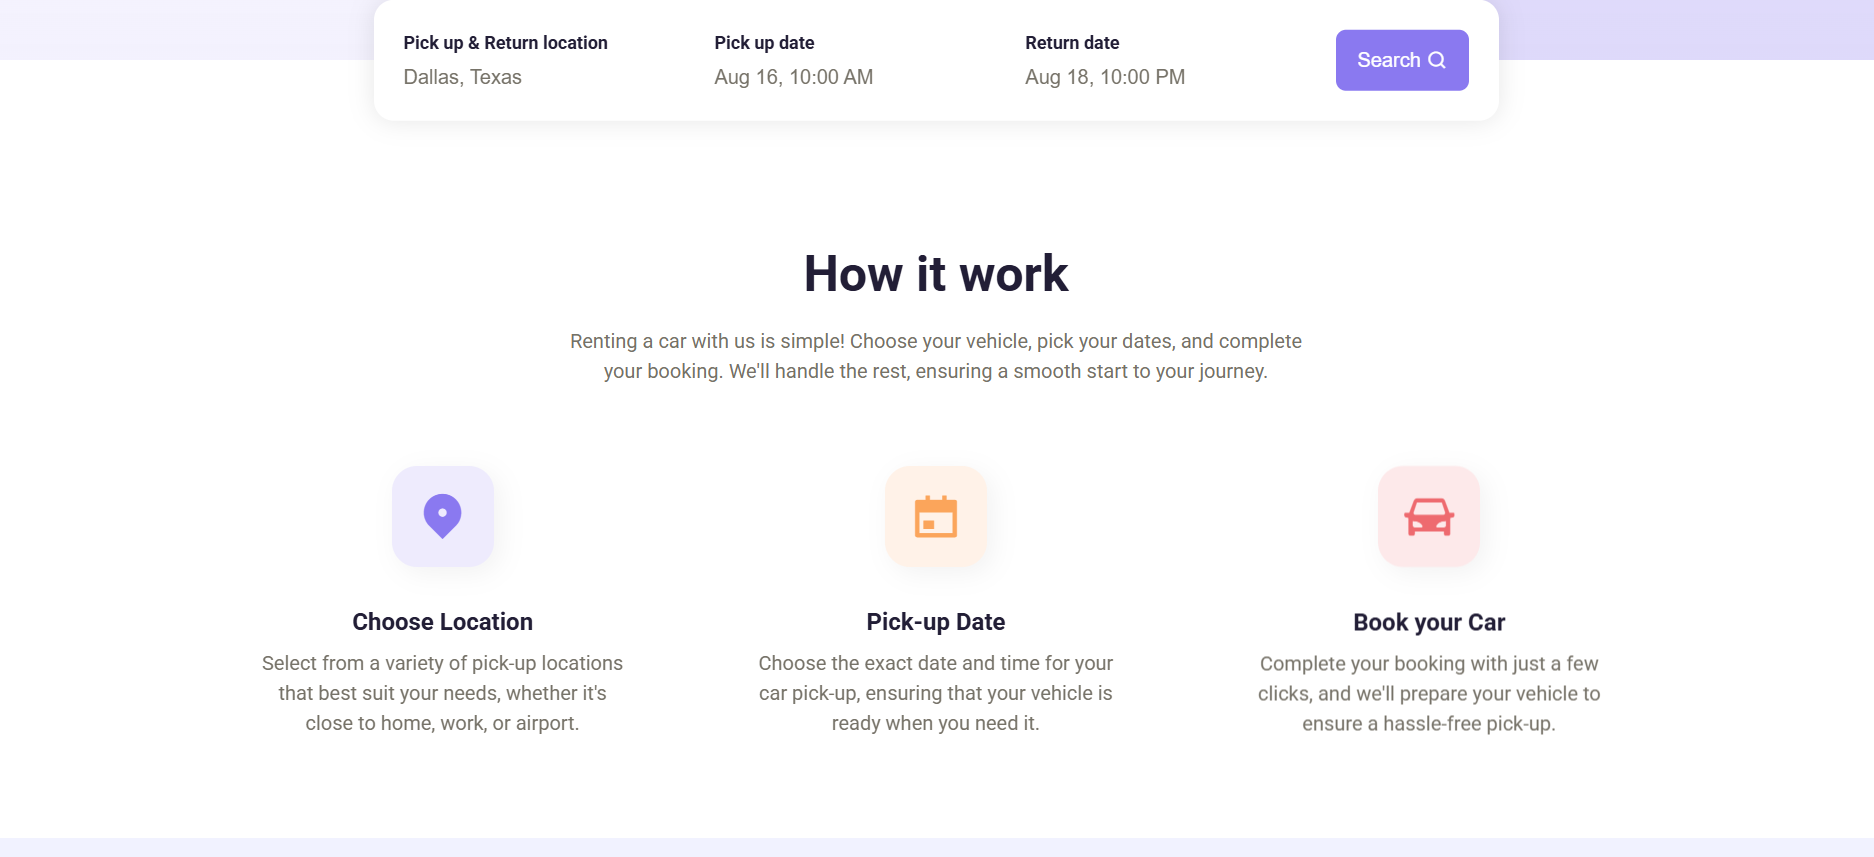 Pick up & Return location
Dallas, Texas
Pick up date
Aug 16, 10:00 AM
Return date
Aug 18, 10:00 PM
Search
How it work
Renting a car with us is simple! Choose your vehicle, pick your dates, and complete
your booking. We'll handle the rest, ensuring a smooth start to your journey.
Choose Location
Select from a variety of pick-up locations
that best suit your needs, whether it's
close to home, work, or airport.
Pick-up Date
Choose the exact date and time for your
car pick-up, ensuring that your vehicle is
ready when you need it.
Book your Car
Complete your booking with just a few
clicks, and we'll prepare your vehicle to
ensure a hassle-free pick-up.